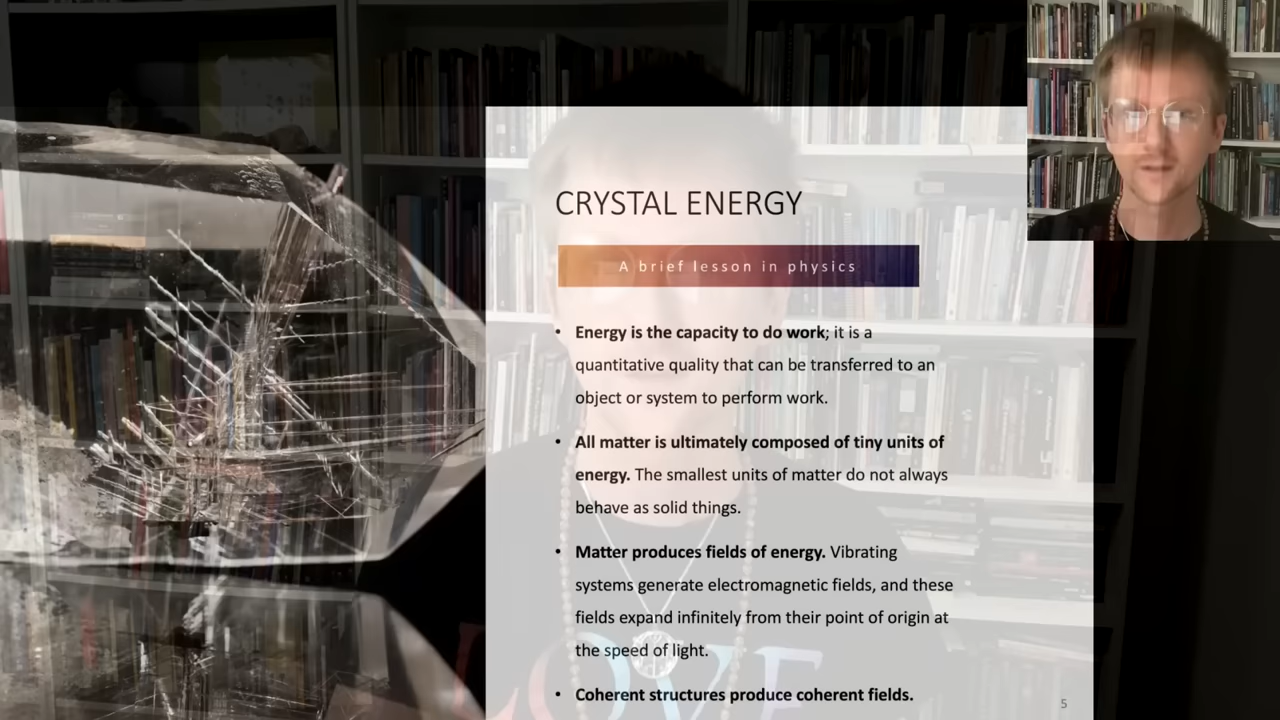 CRYSTAL ENERGY
A brief lesson in physics
• Energy is the capacity to do work; it is a
quantitative quality that can be transferred to an
object or system to perform work.
• All matter is ultimately composed of tiny units of
energy. The smallest units of matter do not always
behave as solid things.
• Matter produces fields of energy. Vibrating
systems generate electromagnetic fields, and these
fields expand infinitely from their point of origin at
the speed of light.
• Coherent structures produce coherent fields.
LOVE
5